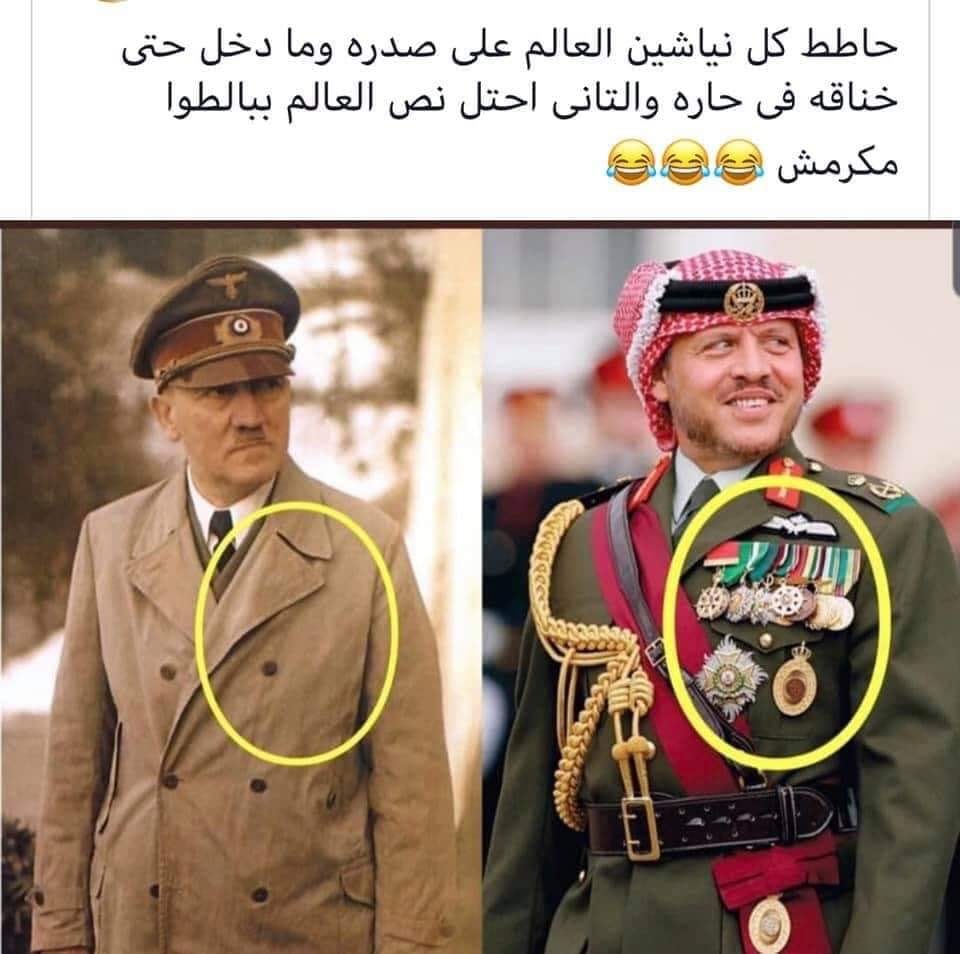 حاطط كل نياشين العالم على صدره وما دخل حتى
خناقه فى حاره والتانى احتل نص العالم ببالطوا
مكرمش 😂😂😂